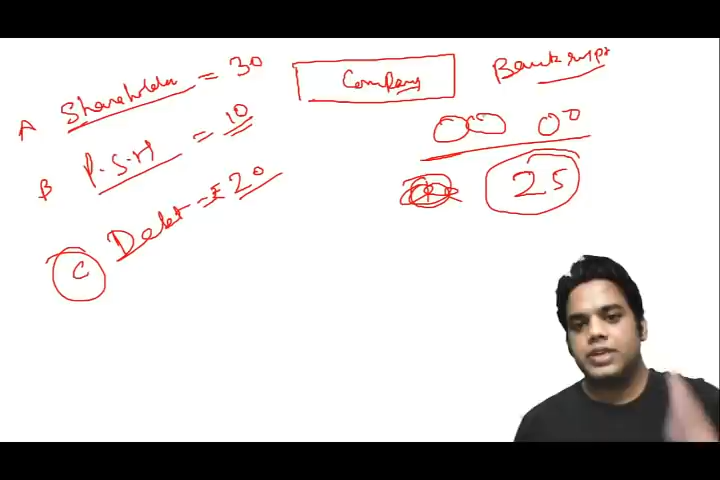 A Shareholder = 30
Company
Bankrupt
B P.S.H = 10
C Debt = ₹ 20
25